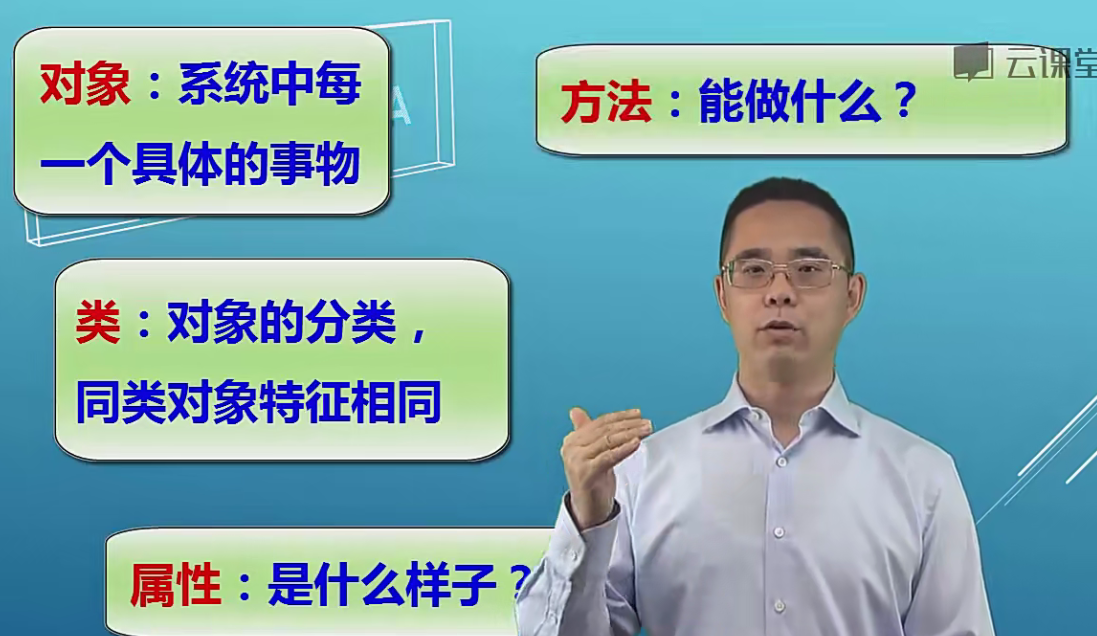 对象：系统中每
一个具体的事物
方法：能做什么？
云课堂
类：对象的分类，
同类对象特征相同
属性：是什么样子？